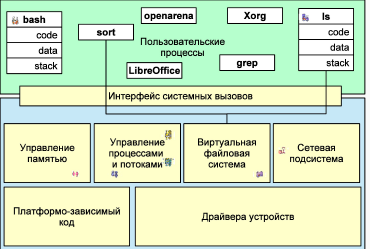 openarena
Xorg
bash
code
data
stack
sort
Пользовательские
процессы
LibreOffice
grep
ls
code
data
stack
Интерфейс системных вызовов
Управление
памятью
Управление
процессами
и потоками
Виртуальная
файловая
система
Сетевая
подсистема
Платформо-зависимый
код
Драйвера устройств